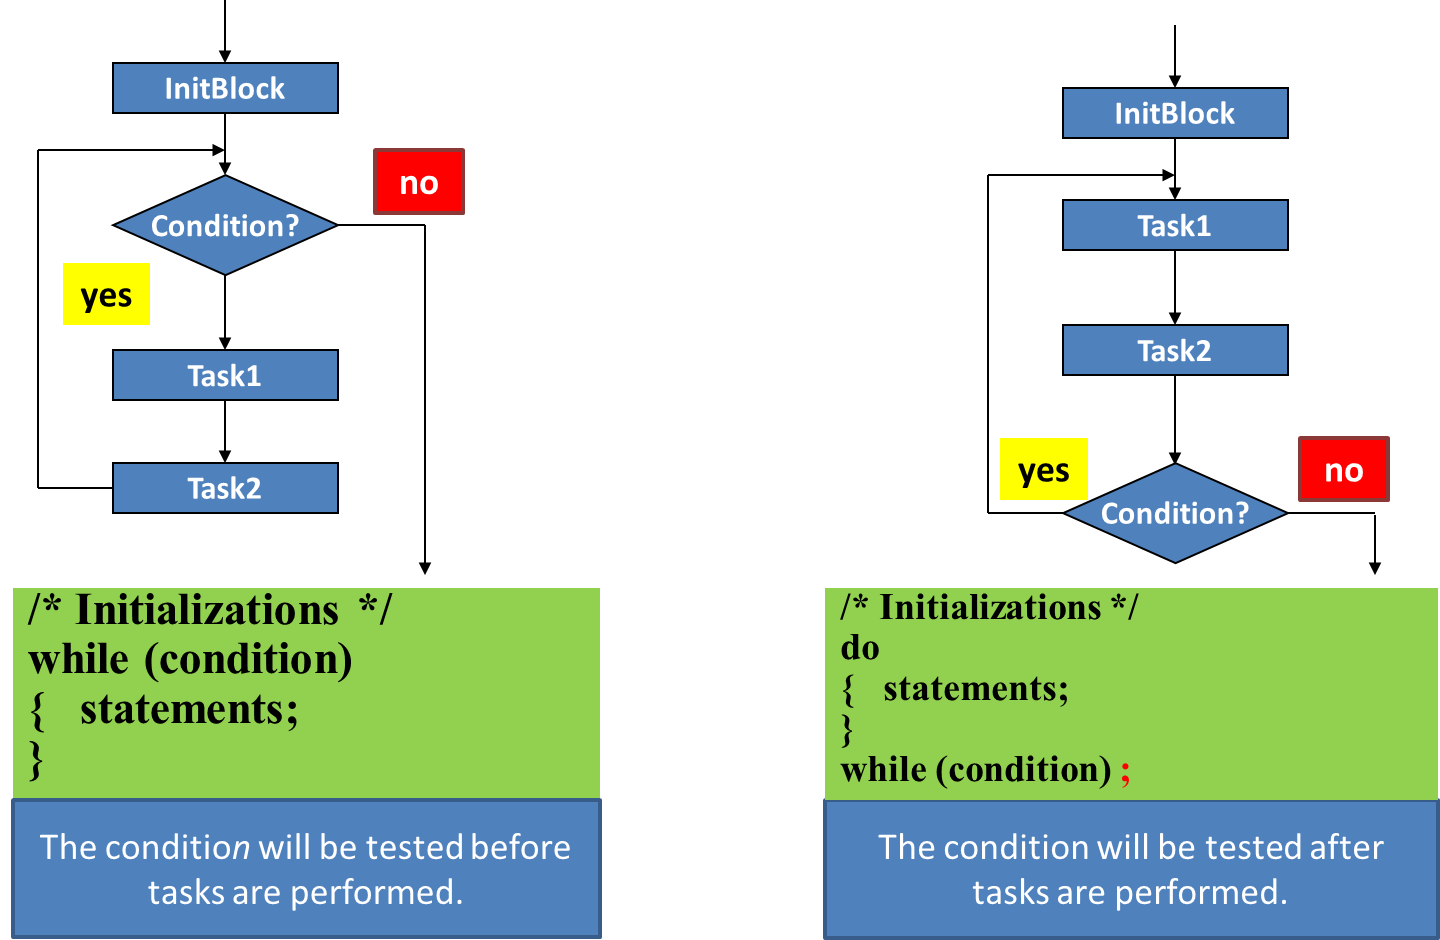 InitBlock
no
Condition?
yes
Task1
Task2
/* Initializations */
while (condition)
{ statements;
}
The condition will be tested before
tasks are performed.
InitBlock
Task1
Task2
yes
no
Condition?
/* Initializations */
do
{ statements;
}
while (condition) ;
The condition will be tested after
tasks are performed.